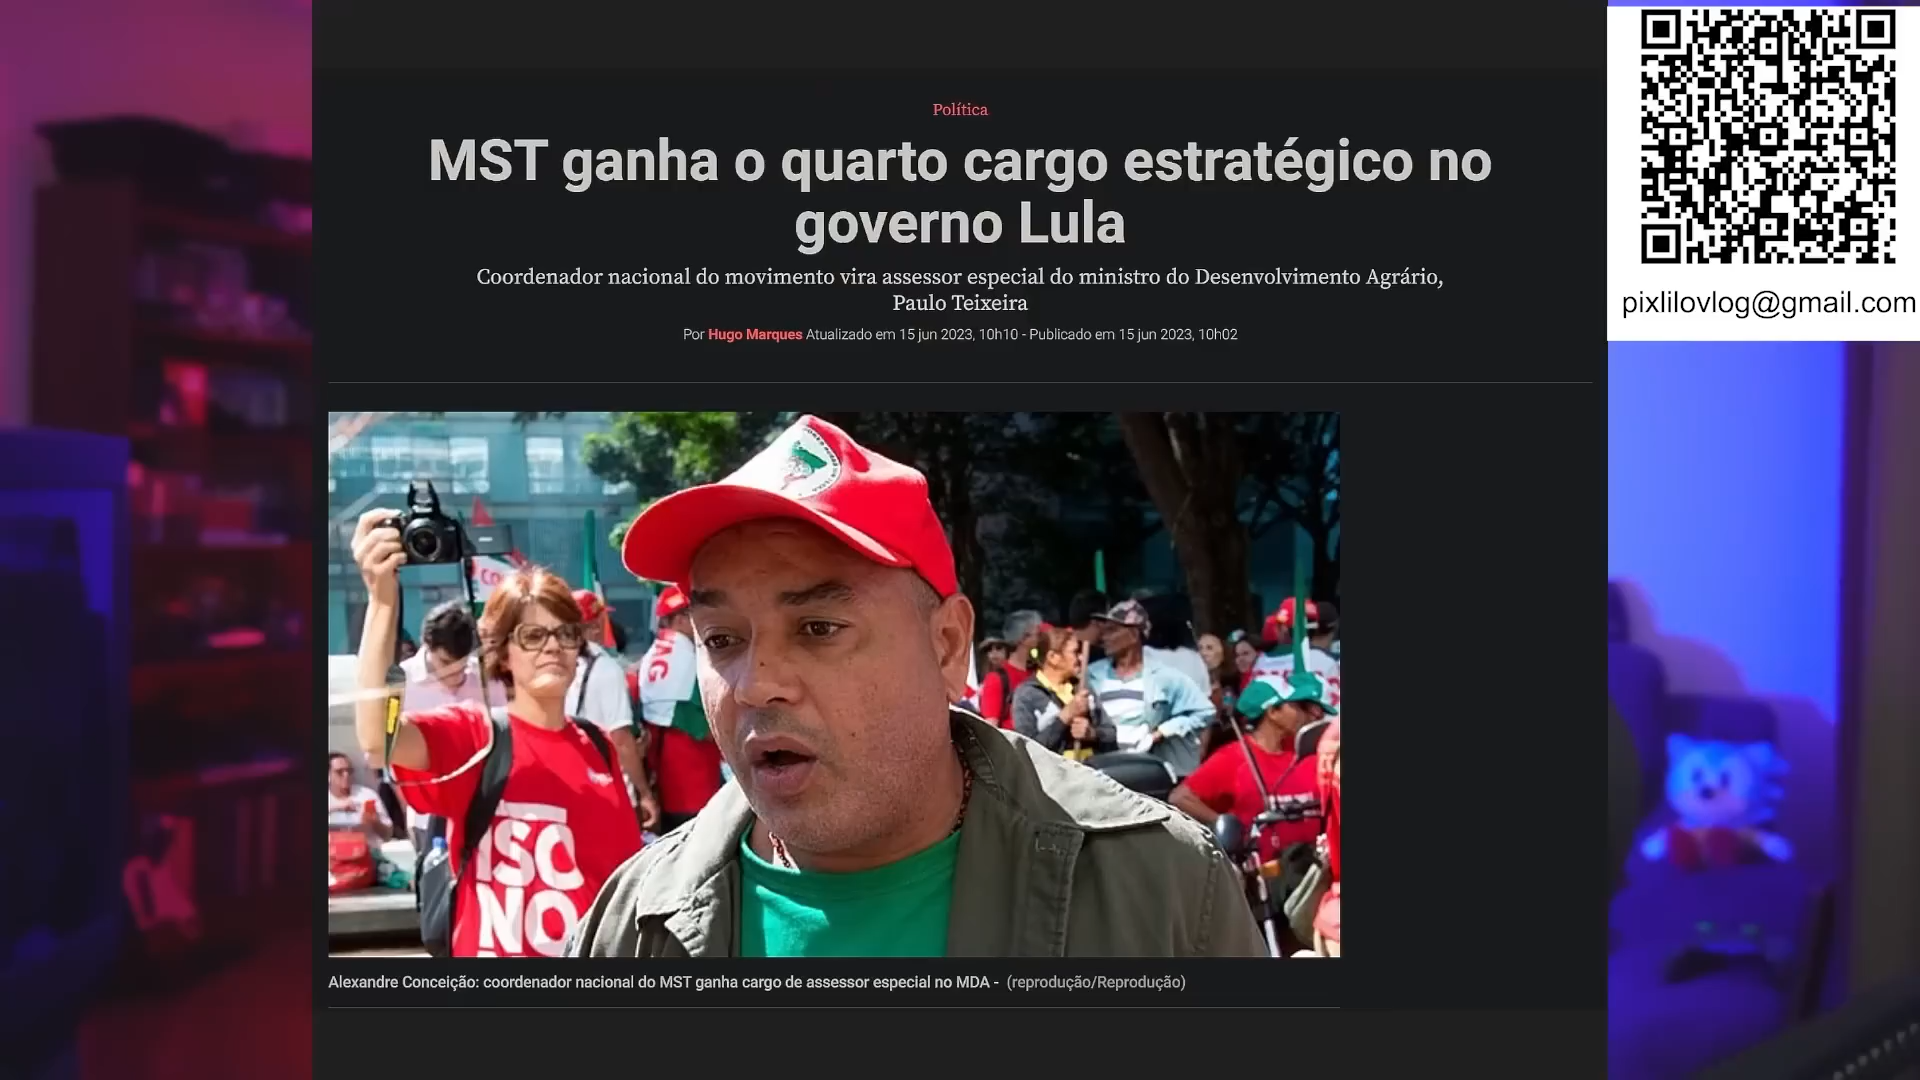 Política
MST ganha o quarto cargo estratégico no
governo Lula
Coordenador nacional do movimento vira assessor especial do ministro do Desenvolvimento Agrário,
Paulo Teixeira
Por Hugo Marques Atualizado em 15 jun 2023, 10h10 - Publicado em 15 jun 2023, 10h02
pixlilovlog@gmail.com
ISC
NO
Alexandre Conceição: coordenador nacional do MST ganha cargo de assessor especial no MDA - (reprodução/Reprodução)